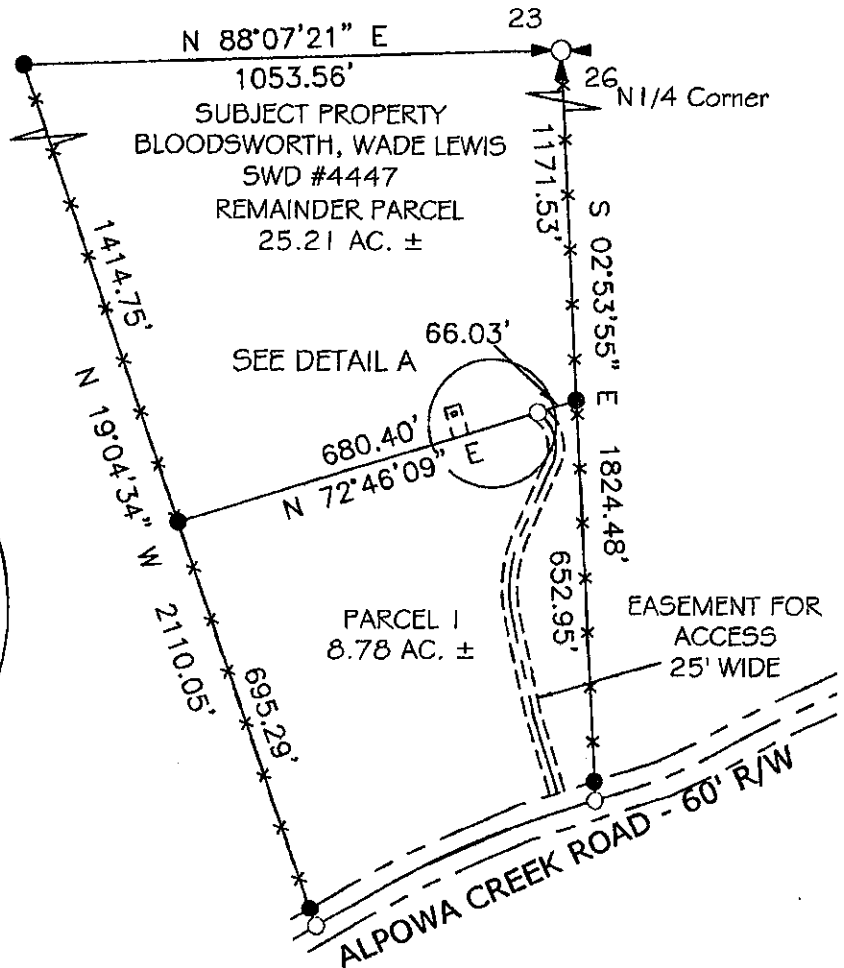 23
N 88°07'21" E
1053.56'
26
N1/4 Corner
SUBJECT PROPERTY
BLOODSWORTH, WADE LEWIS
SWD #4447
REMAINDER PARCEL
25.21 AC. ±
1171.53'
S 02°53'55" E 1824.48'
1414.75'
N 19°04'34" W 2110.05'
SEE DETAIL A
66.03'
680.40'
N 72°46'09" E
652.95'
PARCEL 1
8.78 AC. ±
EASEMENT FOR
ACCESS
25' WIDE
695.29'
ALPOWA CREEK ROAD - 60' R/W